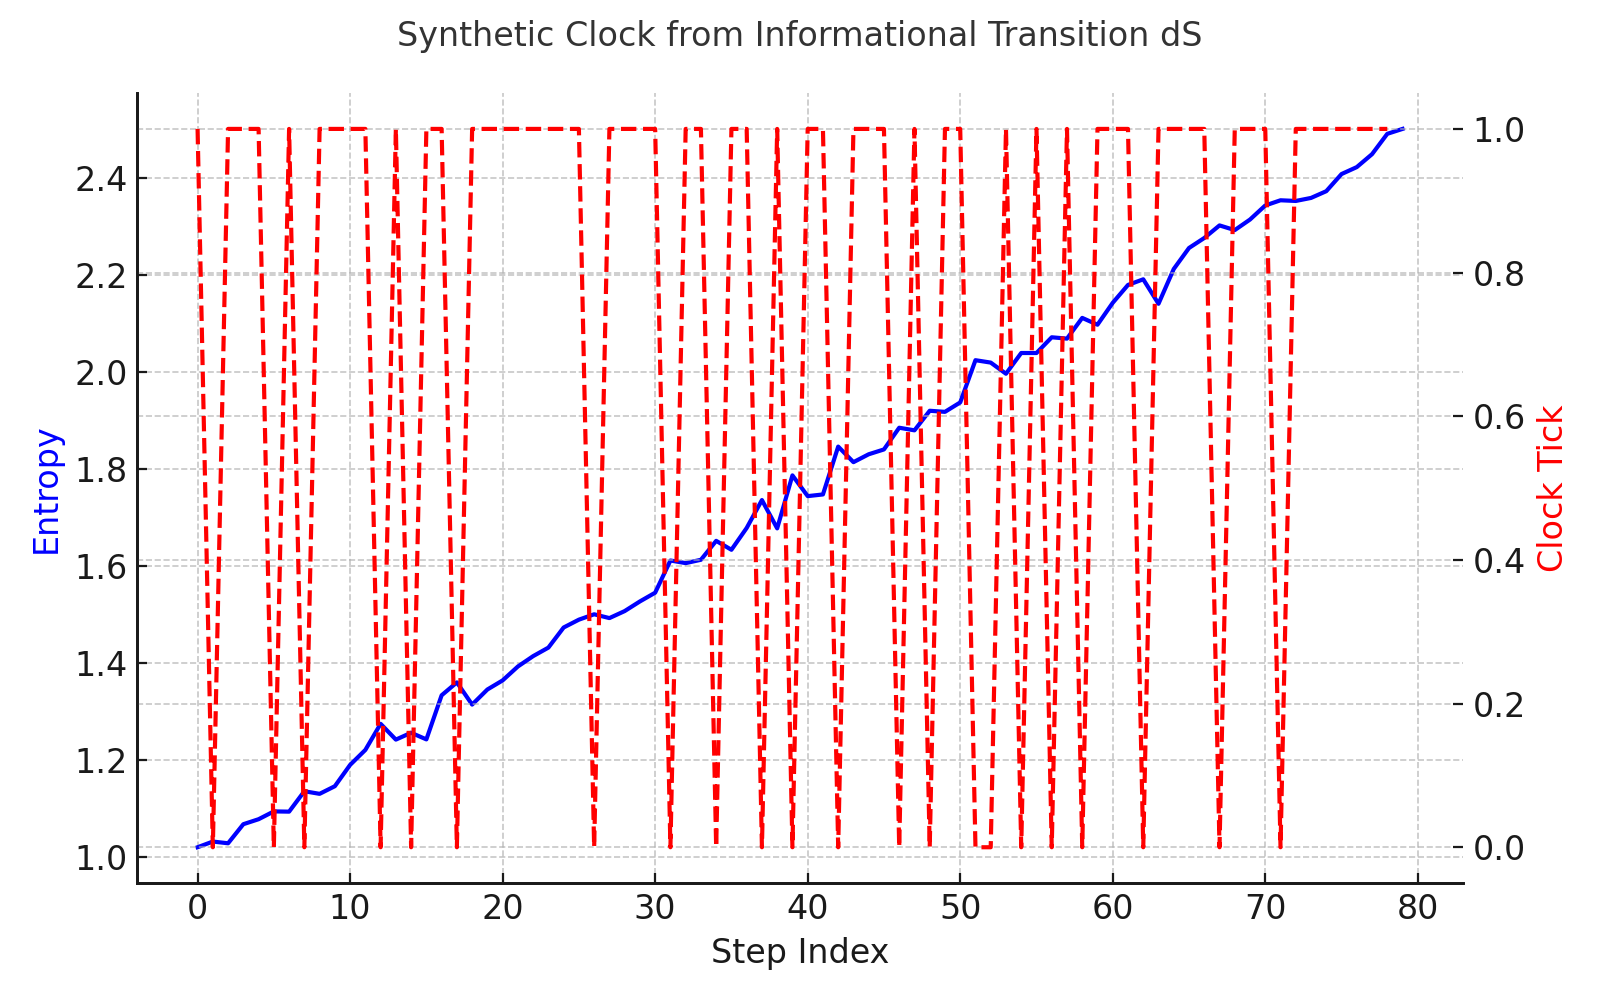 Synthetic Clock from Informational Transition dS
Entropy
2.4
2.2
2.0
1.8
1.6
1.4
1.2
1.0
1.0
0.8
0.6
0.4
0.2
0.0
Clock Tick
0 10 20 30 40 50 60 70 80
Step Index